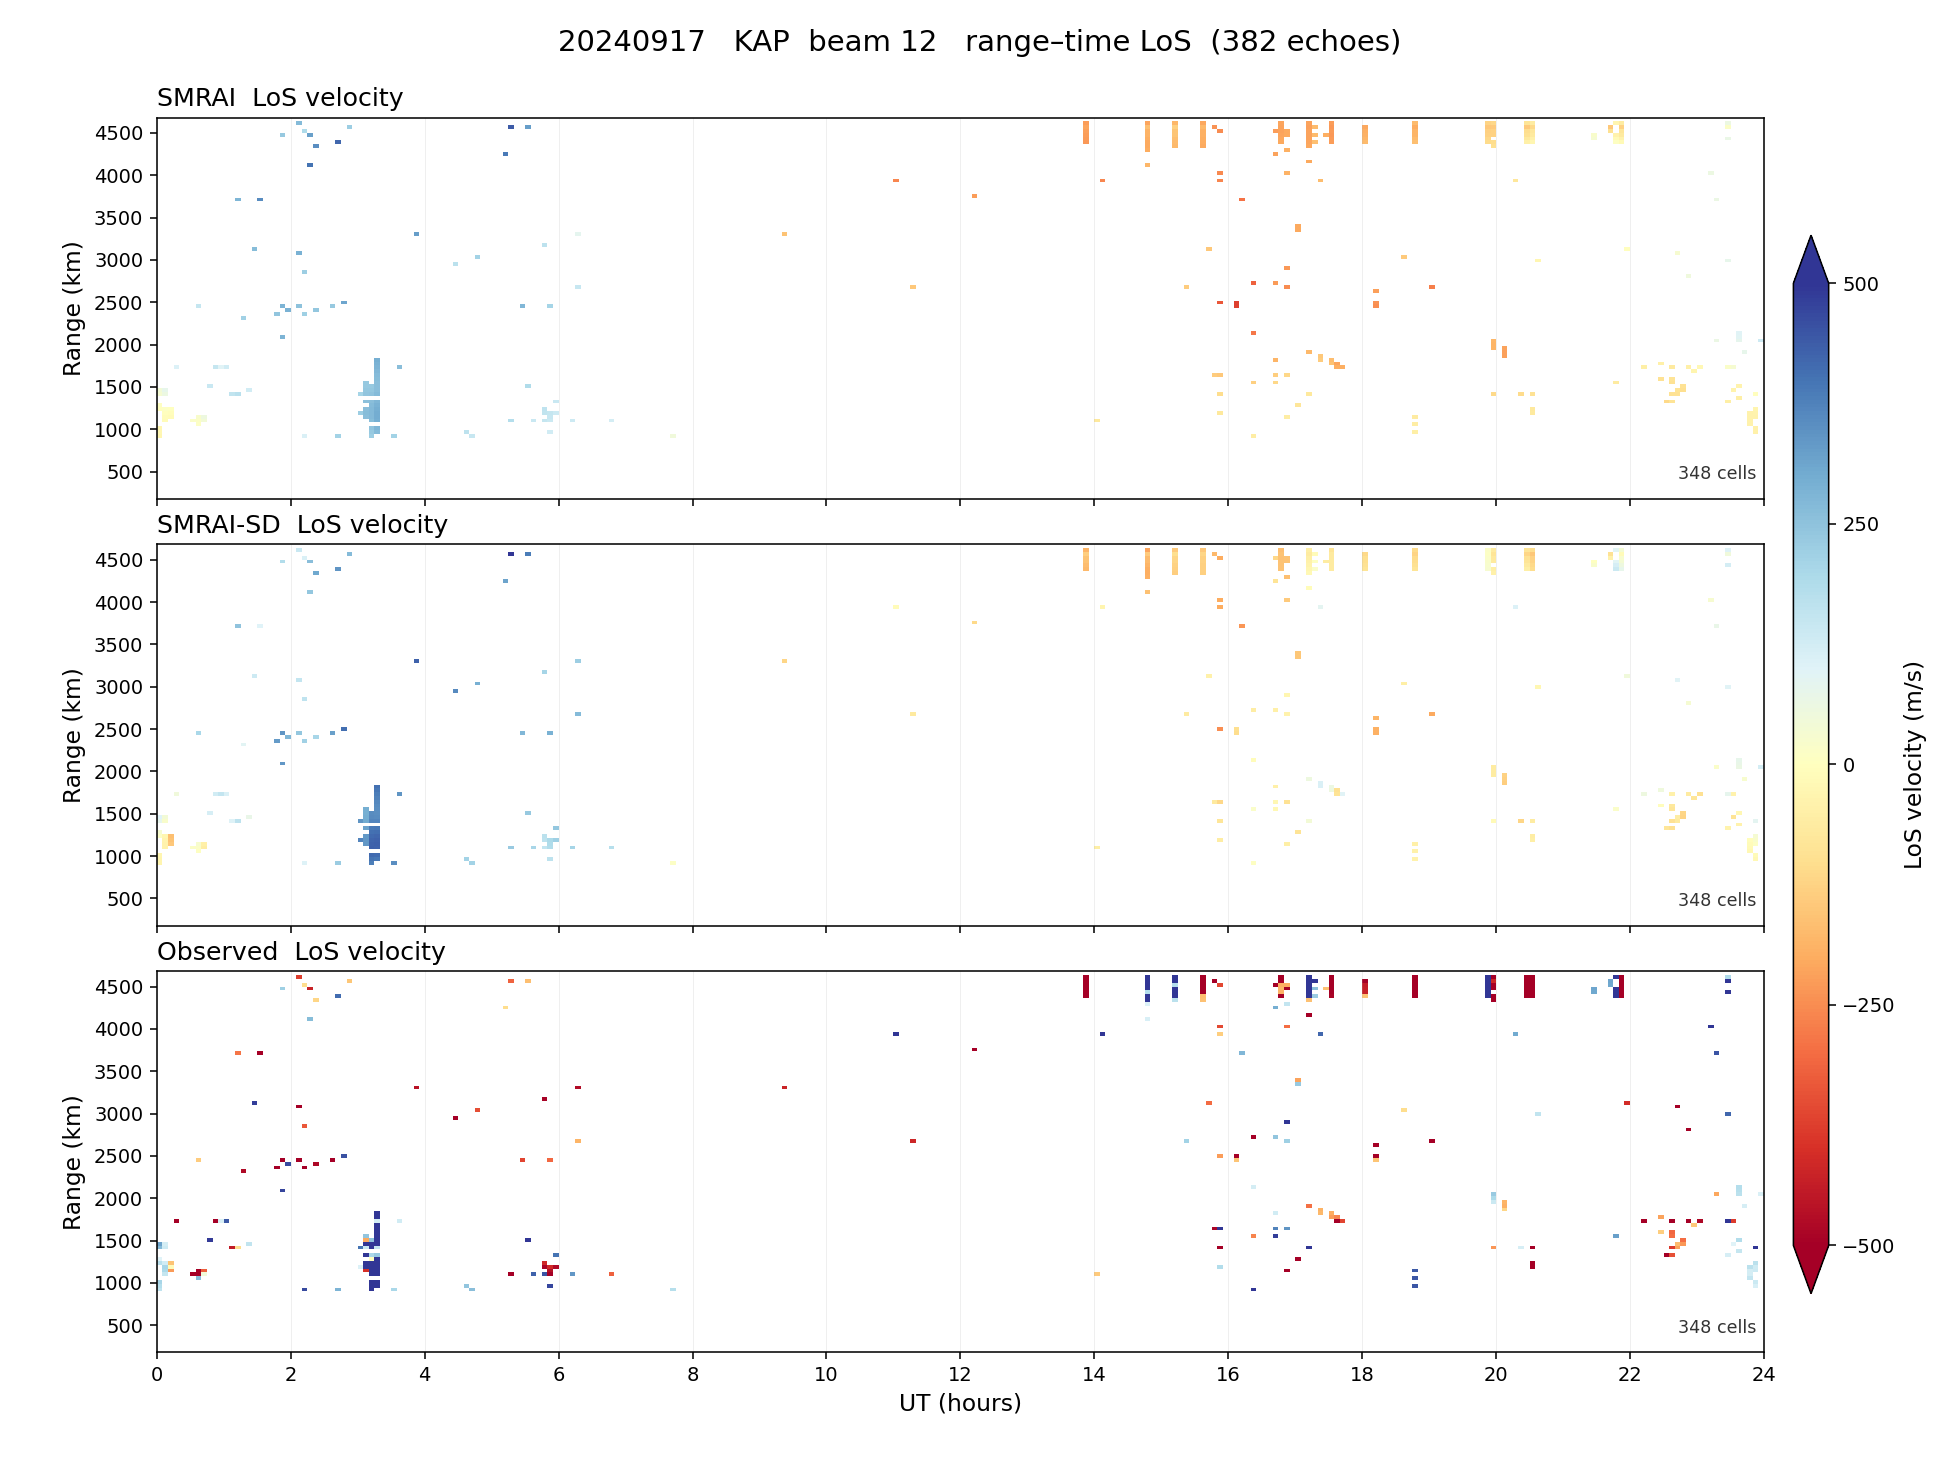 20240917   KAP  beam 12   range–time LoS  (382 echoes)
SMRAI  LoS velocity
4500
4000
3500
3000
2500
2000
1500
1000
500
Range (km)
348 cells
SMRAI-SD  LoS velocity
4500
4000
3500
3000
2500
2000
1500
1000
500
Range (km)
348 cells
Observed  LoS velocity
4500
4000
3500
3000
2500
2000
1500
1000
500
Range (km)
348 cells
0 2 4 6 8 10 12 14 16 18 20 22 24
UT (hours)
500
250
0
−250
−500
LoS velocity (m/s)